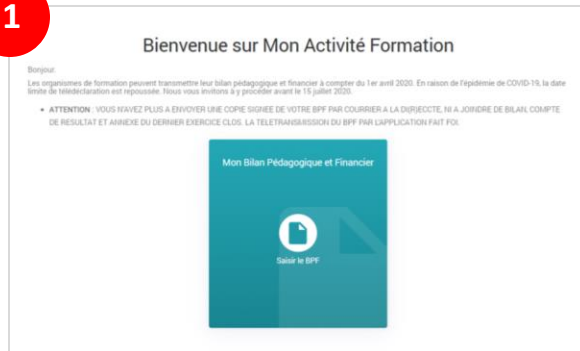 1
Bienvenue sur Mon Activité Formation
Bonjour.
Les organismes de formation peuvent transmettre leur bilan pédagogique et financier à compter du 1er avril 2020. En raison de l'épidémie de COVID-19, la date
limite de télédéclaration est repoussée. Nous vous invitons à y procéder avant le 15 juillet 2020.
• ATTENTION : VOUS N'AVEZ PLUS A ENVOYER UNE COPIE SIGNEE DE VOTRE BPF PAR COURRIER A LA DI(R)ECCTE, NI A JOINDRE DE BILAN, COMPTE
DE RESULTAT ET ANNEXE DU DERNIER EXERCICE CLOS. LA TELETRANSMISSION DU BPF PAR L'APPLICATION FAIT FOI.
Mon Bilan Pédagogique et Financier
Saisir le BPF